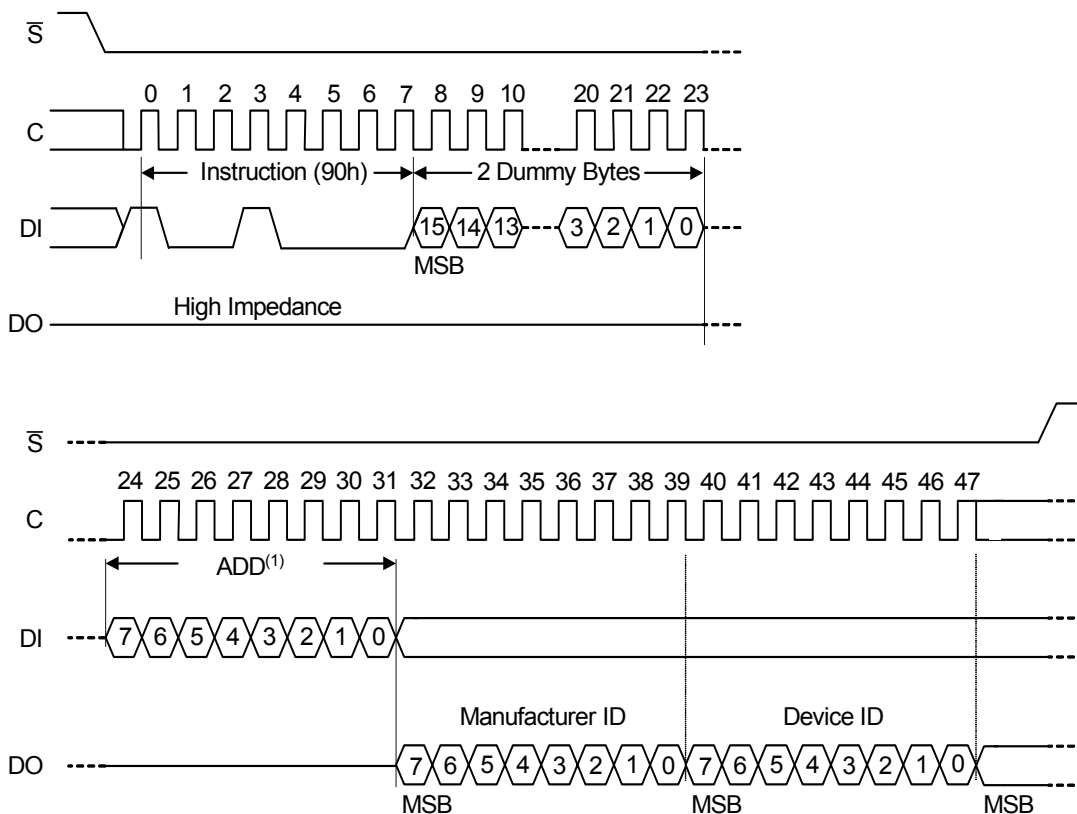 S̅
0 1 2 3 4 5 6 7 8 9 10 20 21 22 23
C
Instruction (90h) 2 Dummy Bytes
DI 15 14 13 3 2 1 0
MSB
High Impedance
DO
S̅
24 25 26 27 28 29 30 31 32 33 34 35 36 37 38 39 40 41 42 43 44 45 46 47
C
ADD(1)
DI 7 6 5 4 3 2 1 0
Manufacturer ID Device ID
DO 7 6 5 4 3 2 1 0 7 6 5 4 3 2 1 0
MSB MSB MSB